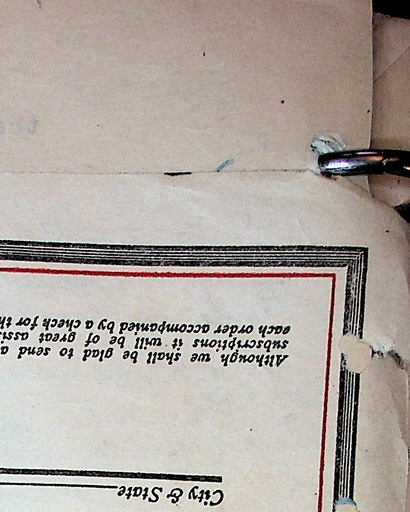 City & State
Although we shall be glad to send a
subscriptions it will be of great assi
each order accompanied by a check for th